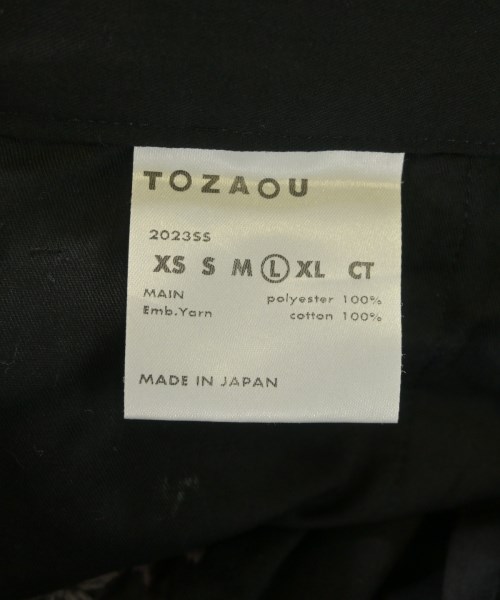 TOZAOU
2023SS
XS S M L XL CT
MAIN polyester 100%
Emb.Yarn cotton 100%
MADE IN JAPAN